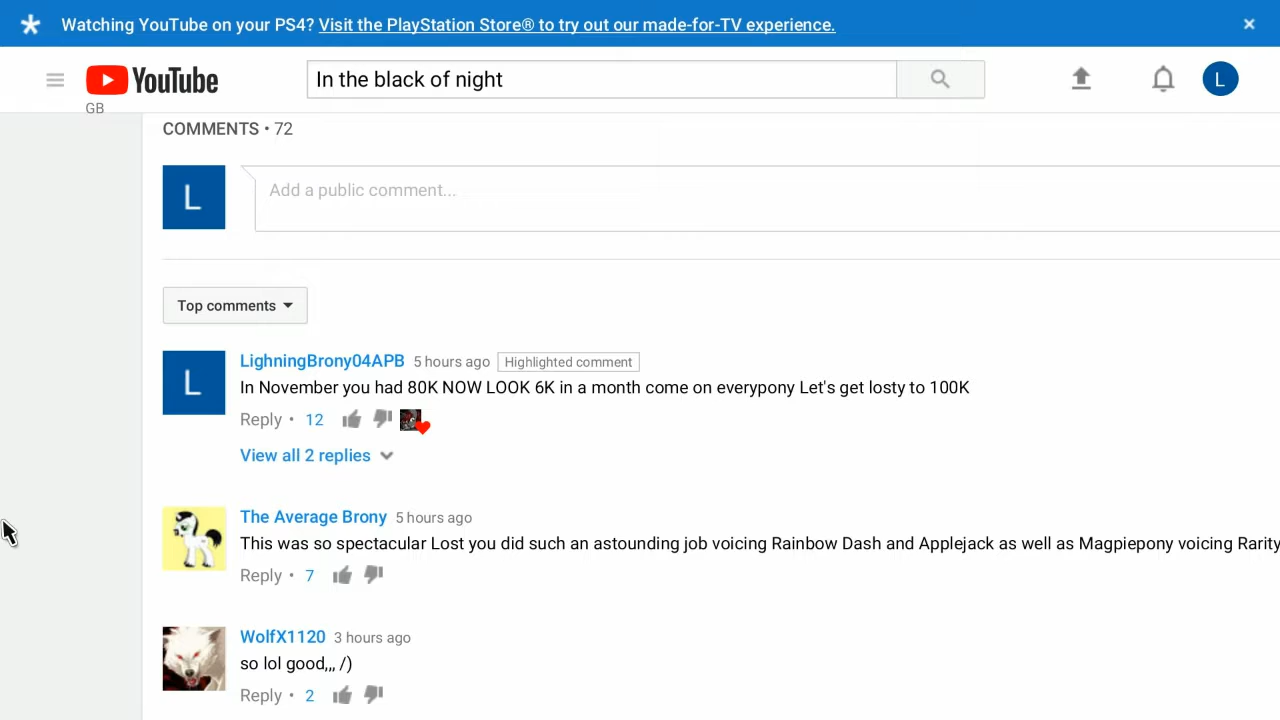 Watching YouTube on your PS4? Visit the PlayStation Store® to try out our made-for-TV experience.
YouTube
GB
In the black of night
L
COMMENTS • 72
L
Add a public comment...
Top comments
L
LighningBrony04APB 5 hours ago Highlighted comment
In November you had 80K NOW LOOK 6K in a month come on everypony Let's get losty to 100K
Reply • 12
View all 2 replies
The Average Brony 5 hours ago
This was so spectacular Lost you did such an astounding job voicing Rainbow Dash and Applejack as well as Magpiepony voicing Rarity
Reply • 7
WolfX1120 3 hours ago
so lol good,,, /)
Reply • 2